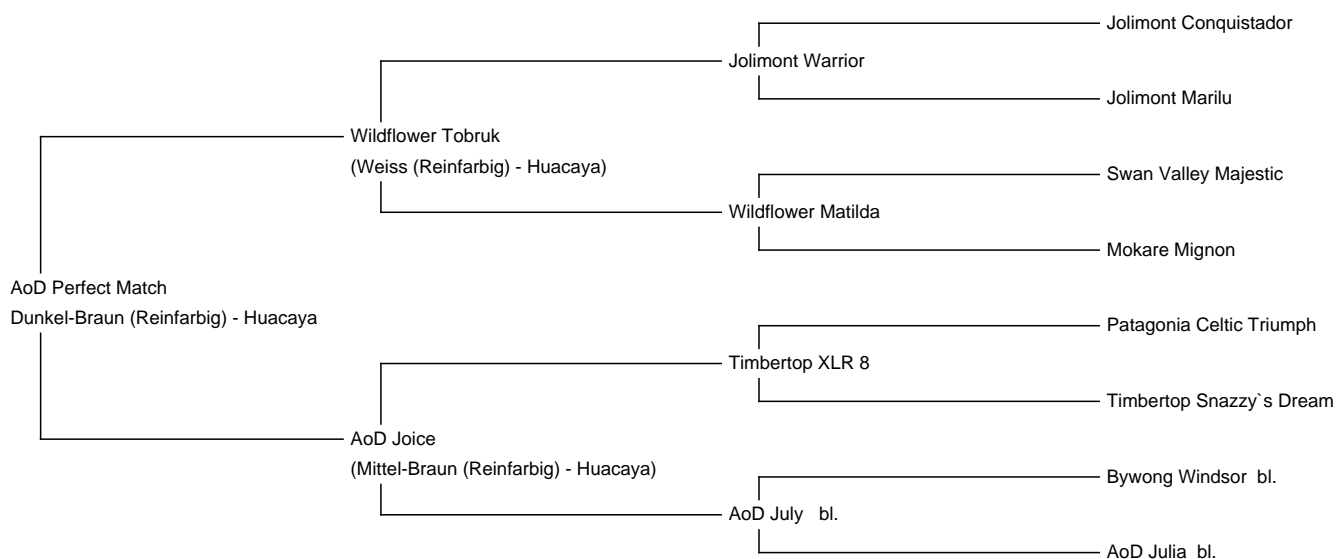 Jolimont Conquistador
Jolimont Warrior
Jolimont Marilu
Wildflower Tobruk
(Weiss (Reinfarbig) - Huacaya)
Swan Valley Majestic
Wildflower Matilda
Mokare Mignon
AoD Perfect Match
Dunkel-Braun (Reinfarbig) - Huacaya
Patagonia Celtic Triumph
Timbertop XLR 8
Timbertop Snazzy`s Dream
AoD Joice
(Mittel-Braun (Reinfarbig) - Huacaya)
Bywong Windsor  bl.
AoD July   bl.
AoD Julia  bl.